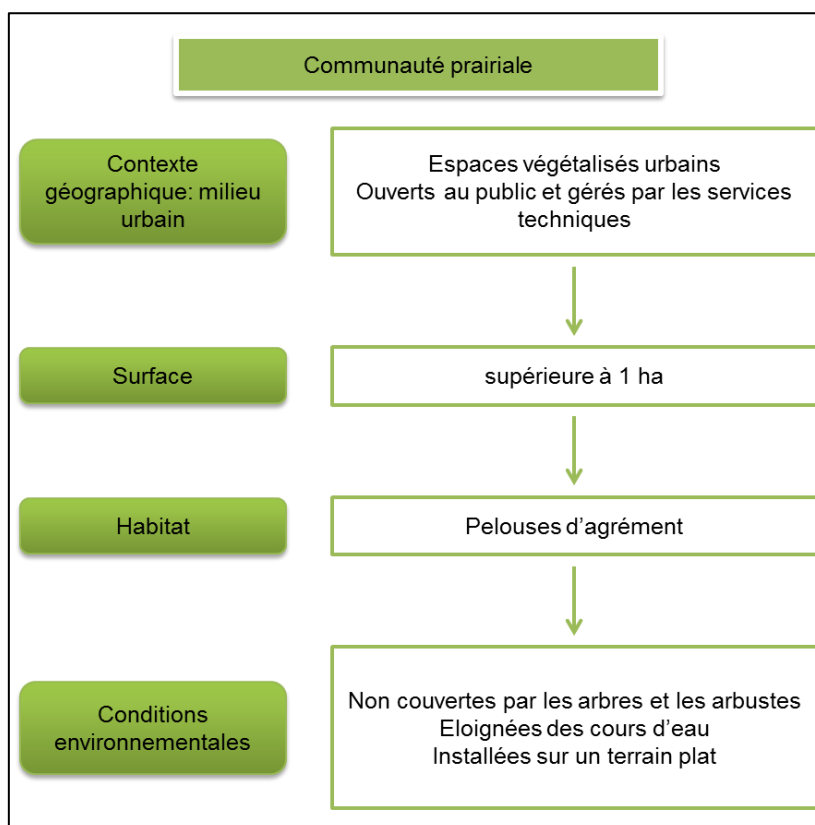 Communauté prairiale
Contexte
géographique: milieu
urbain
Espaces végétalisés urbains
Ouverts au public et gérés par les services
techniques
Surface
supérieure à 1 ha
Habitat
Pelouses d'agrément
Conditions
environnementales
Non couvertes par les arbres et les arbustes
Eloignées des cours d'eau
Installées sur un terrain plat